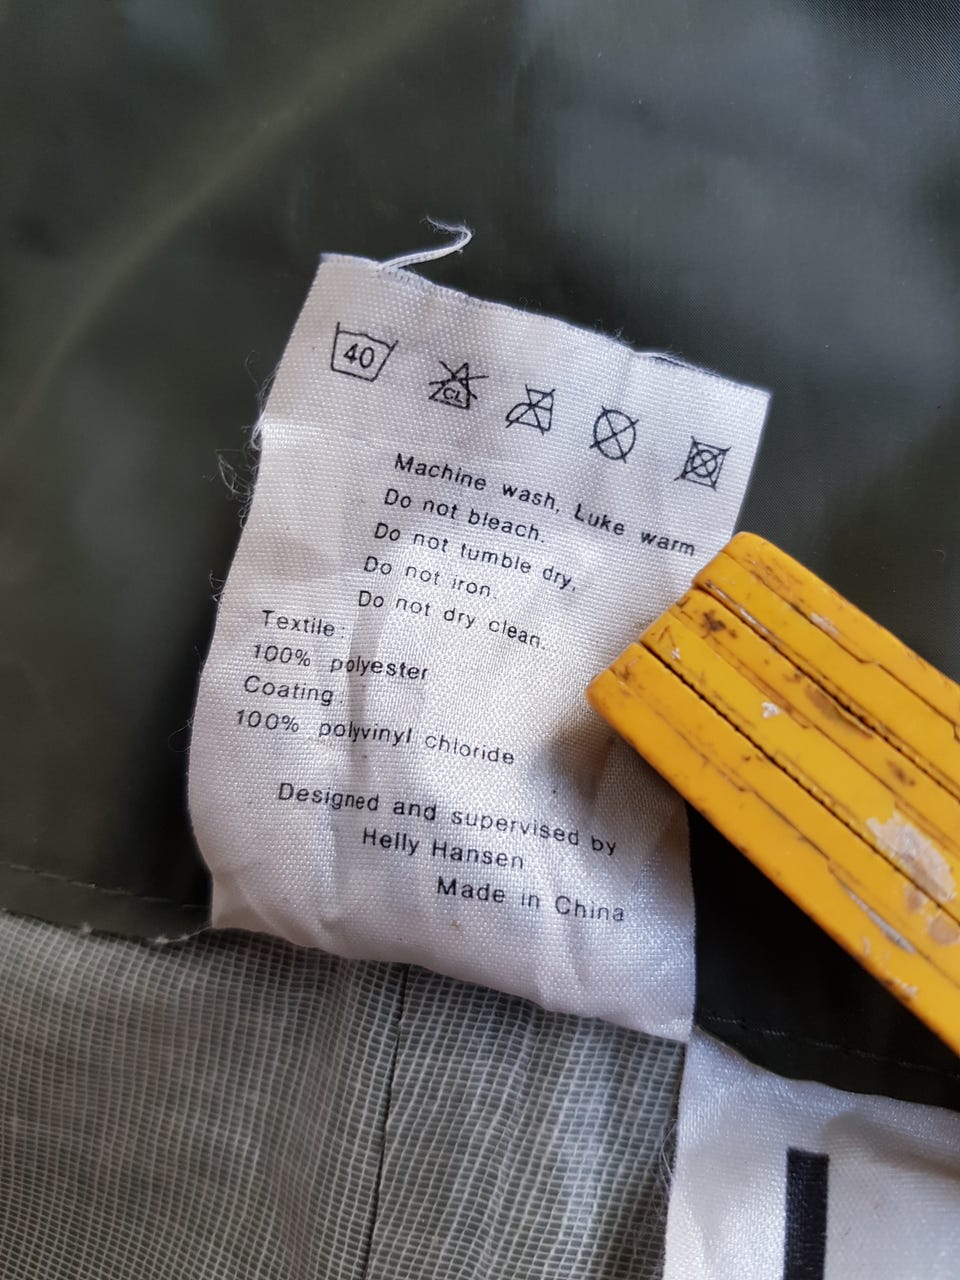 40
CL
Machine wash, Luke warm
Do not bleach.
Do not tumble dry,
Do not iron.
Do not dry clean.
Textile:
100% polyester
Coating:
100% polyvinyl chloride
Designed and supervised by
Helly Hansen
Made in China